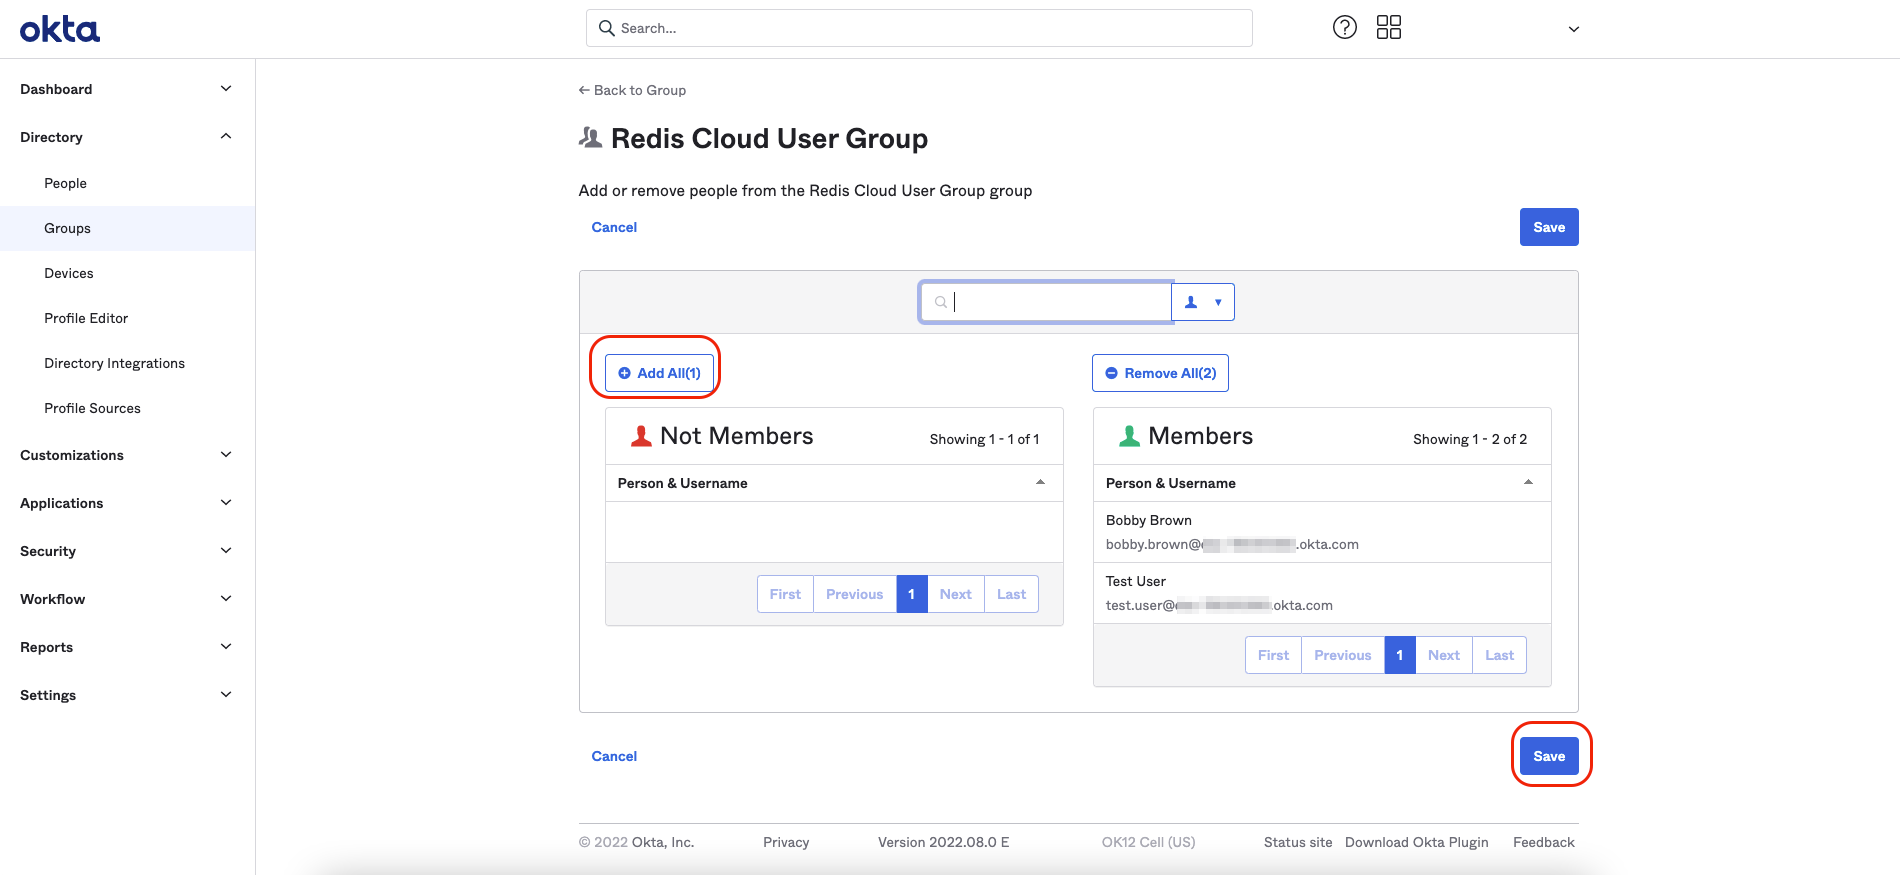 okta
Search...
Dashboard
Directory
People
Groups
Devices
Profile Editor
Directory Integrations
Profile Sources
Customizations
Applications
Security
Workflow
Reports
Settings
← Back to Group
Redis Cloud User Group
Add or remove people from the Redis Cloud User Group group
Cancel
Save
Add All(1)
Remove All(2)
Not Members
Showing 1 - 1 of 1
Person & Username
First Previous 1 Next Last
Members
Showing 1 - 2 of 2
Person & Username
Bobby Brown
bobby.brown@ .okta.com
Test User
test.user@ .okta.com
First Previous 1 Next Last
Cancel
Save
© 2022 Okta, Inc. Privacy Version 2022.08.0 E OK12 Cell (US) Status site Download Okta Plugin Feedback